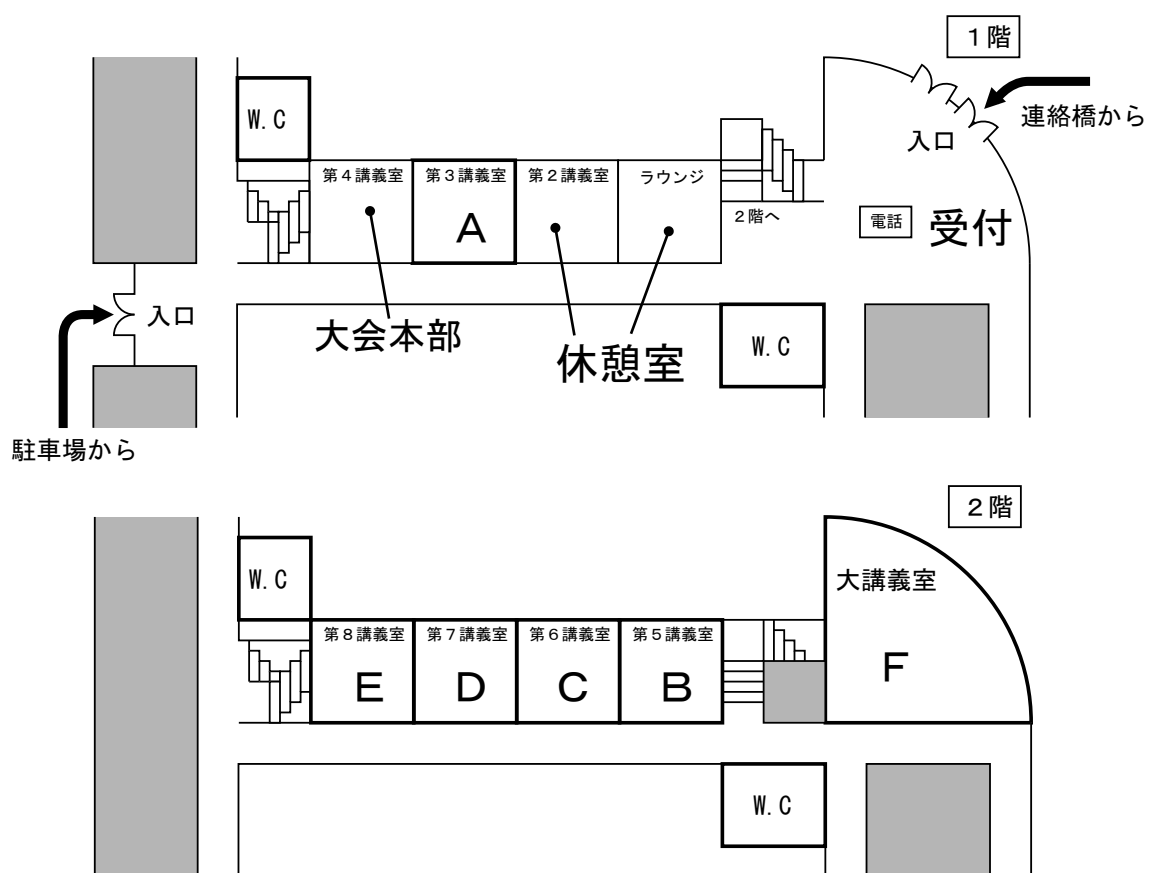 １階
連絡橋から
入口
W.C
第４講義室
第３講義室
第２講義室
ラウンジ
A
２階へ
電話
受付
入口
大会本部
休憩室
W.C
駐車場から
２階
W.C
大講義室
第８講義室
第７講義室
第６講義室
第５講義室
E
D
C
B
F
W.C